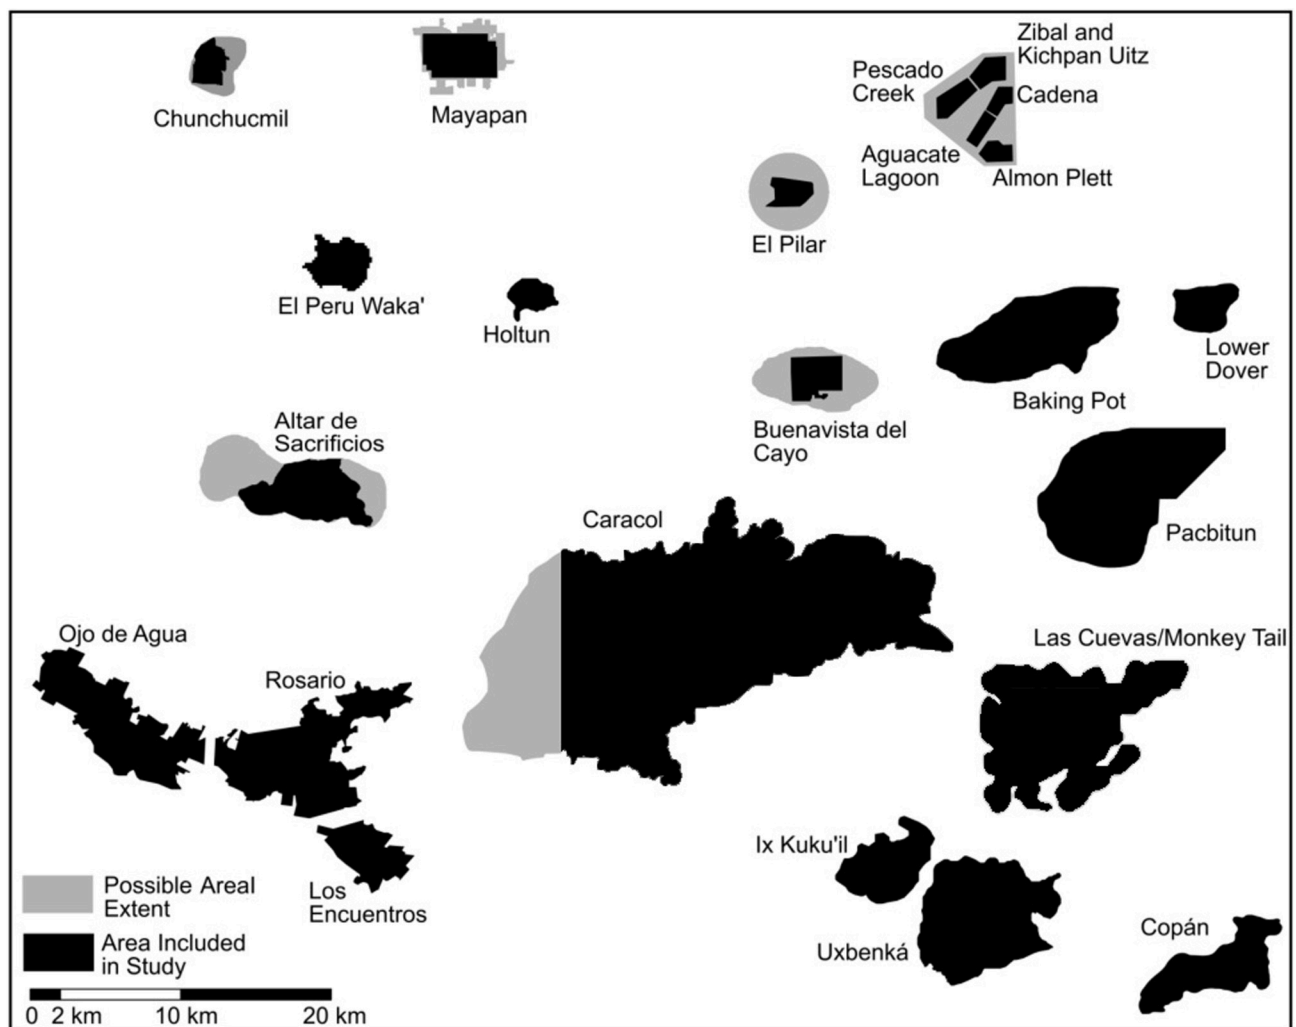 Chunchucmil
Mayapan
Zibal and
Kichpan Uitz
Pescado
Creek
Cadena
Aguacate
Lagoon
Almon Plett
El Pilar
El Peru Waka'
Holtun
Lower
Dover
Baking Pot
Buenavista del
Cayo
Altar de
Sacrificios
Caracol
Pacbitun
Ojo de Agua
Las Cuevas/Monkey Tail
Rosario
Ix Kuku'il
Los
Encuentros
Uxbenká
Copán
Possible Areal
Extent
Area Included
in Study
0 2 km 10 km 20 km